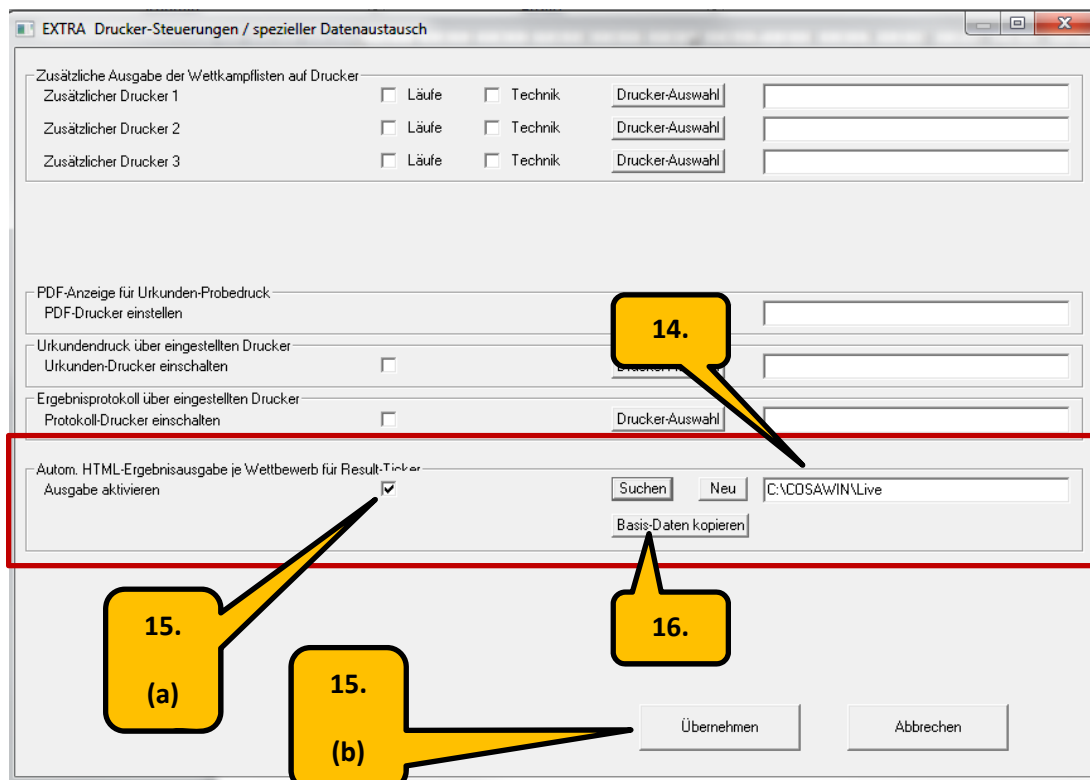 EXTRA Drucker-Steuerungen / spezieller Datenaustausch
Zusätzliche Ausgabe der Wettkampflisten auf Drucker
Zusätzlicher Drucker 1 Läufe Technik Drucker-Auswahl
Zusätzlicher Drucker 2 Läufe Technik Drucker-Auswahl
Zusätzlicher Drucker 3 Läufe Technik Drucker-Auswahl
PDF-Anzeige für Urkunden-Probedruck
PDF-Drucker einstellen
14.
Urkundendruck über eingestellten Drucker
Urkunden-Drucker einschalten
Ergebnisprotokoll über eingestellten Drucker
Protokoll-Drucker einschalten Drucker-Auswahl
Autom. HTML-Ergebnisausgabe je Wettbewerb für Result-Ticker
Ausgabe aktivieren Suchen Neu C:\COSAWIN\Live
Basis-Daten kopieren
15.
(a)
16.
15.
(b)
Übernehmen Abbrechen